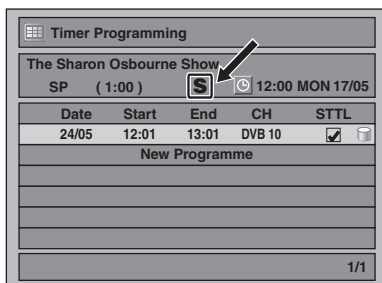 Timer Programming
The Sharon Osbourne Show
SP ( 1:00 ) S 12:00 MON 17/05
Date Start End CH STTL
24/05 12:01 13:01 DVB 10
New Programme
1/1